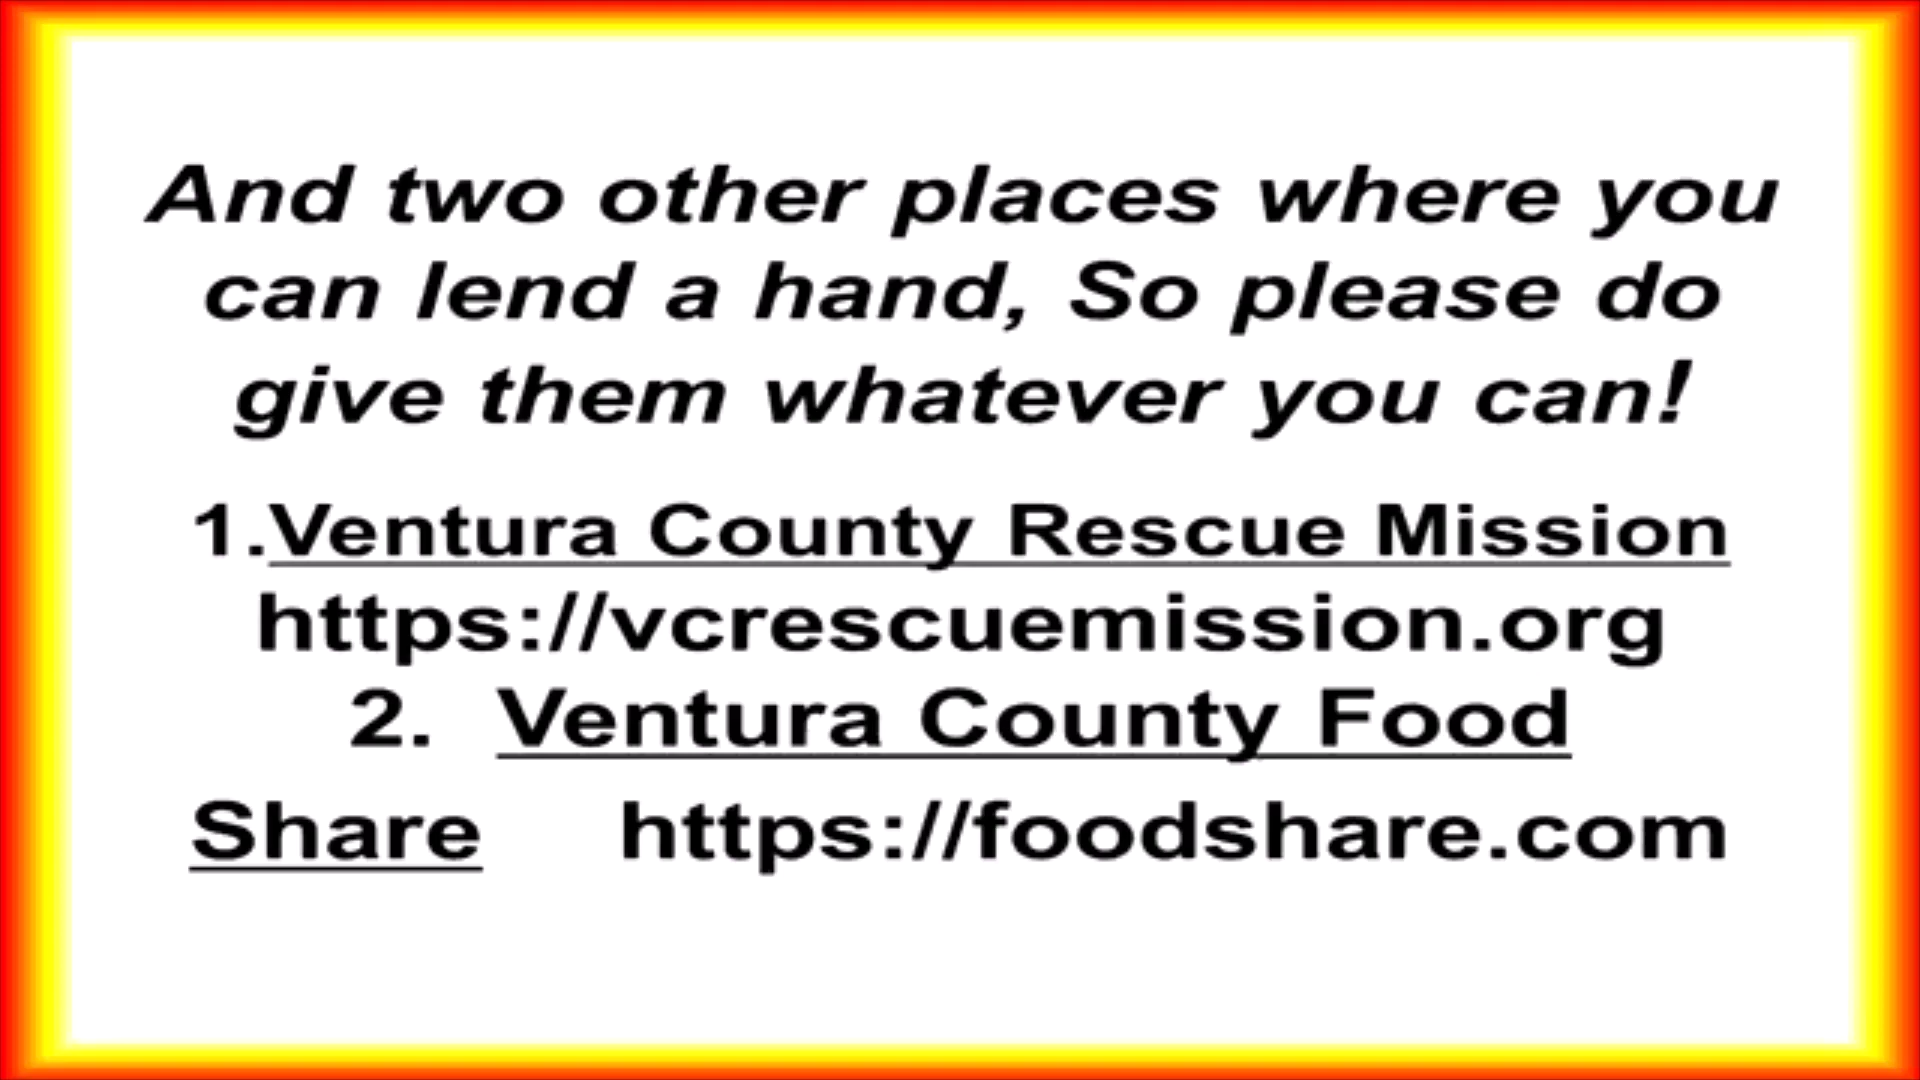 And two other places where you
can lend a hand, So please do
give them whatever you can!
1.Ventura County Rescue Mission
https://vcrescuemission.org
2. Ventura County Food
Share https://foodshare.com